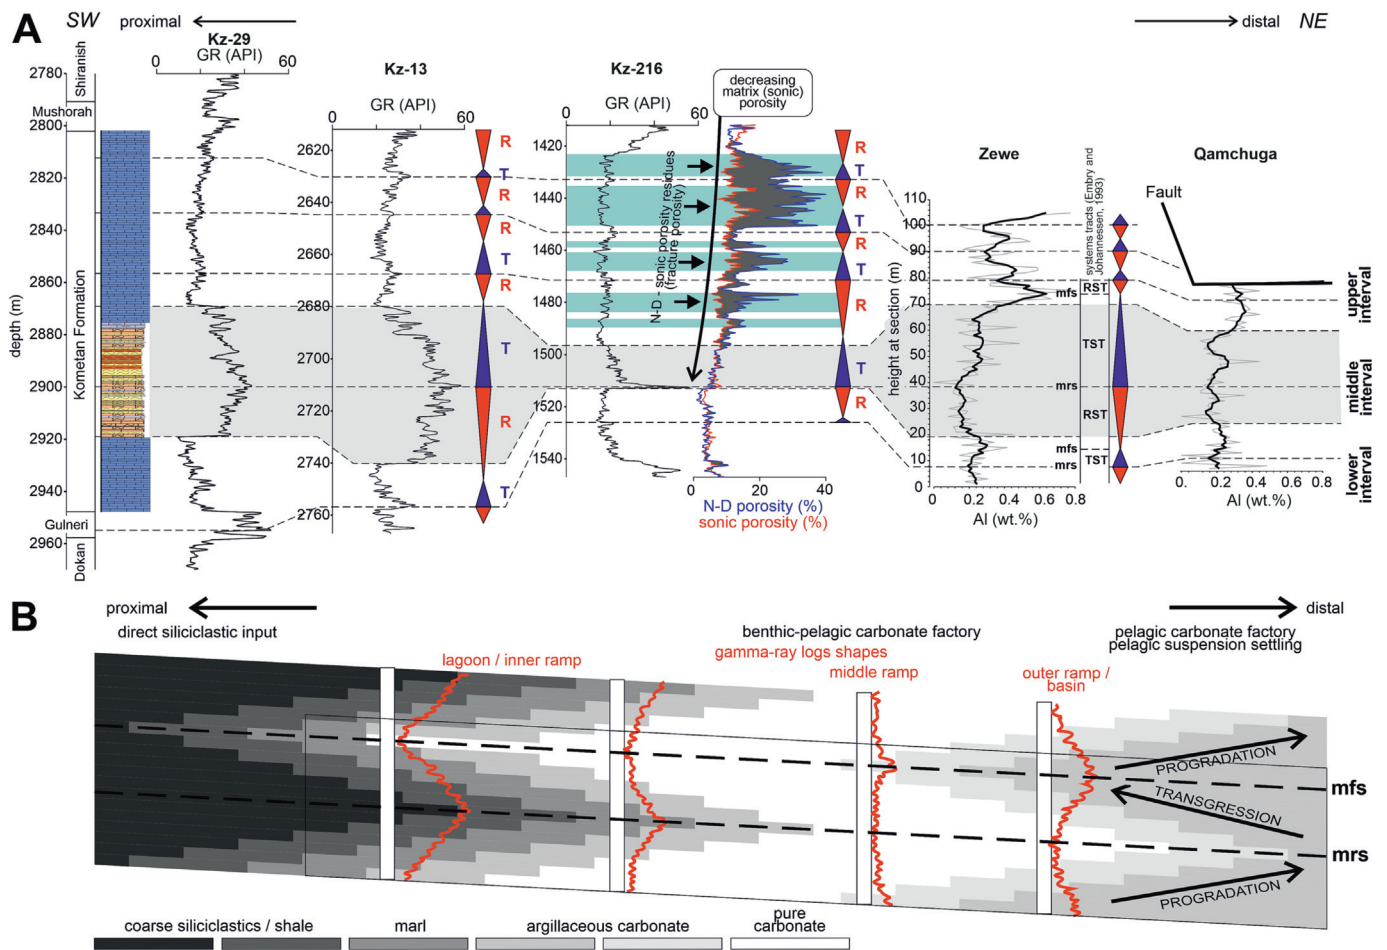 A
SW
proximal
distal
NE
Kz-29
GR (API)
0
60
Kz-13
GR (API)
0
60
Kz-216
GR (API)
0
60
decreasing
matrix (sonic)
porosity
N-D - sonic porosity residues
(fracture porosity)
Zewe
Qamchuga
Fault
systems tracts (Embry and
Johannessen, 1993)
depth (m)
2780
2800
2820
2840
2860
2880
2900
2920
2940
2960
Shiranish
Mushorah
Kometan Formation
Gulneri
Dokan
2620
2640
2660
2680
2700
2720
2740
2760
R
T
R
R
T
R
T
R
T
1420
1440
1460
1480
1500
1520
1540
R
T
R
T
R
T
R
T
R
0
20
40
N-D porosity (%)
sonic porosity (%)
height at section (m)
110
100
90
80
70
60
50
40
30
20
10
0
0
0.2
0.4
0.6
0.8
Al (wt.%)
RST
mfs
TST
mrs
RST
mfs
TST
mrs
0
0.2
0.4
0.6
0.8
Al (wt.%)
upper
interval
middle
interval
lower
interval
B
proximal
distal
direct siliciclastic input
benthic-pelagic carbonate factory
pelagic carbonate factory
pelagic suspension settling
gamma-ray logs shapes
lagoon / inner ramp
middle ramp
outer ramp /
basin
PROGRADATION
mfs
TRANSGRESSION
mrs
PROGRADATION
coarse siliciclastics / shale
marl
argillaceous carbonate
pure
carbonate